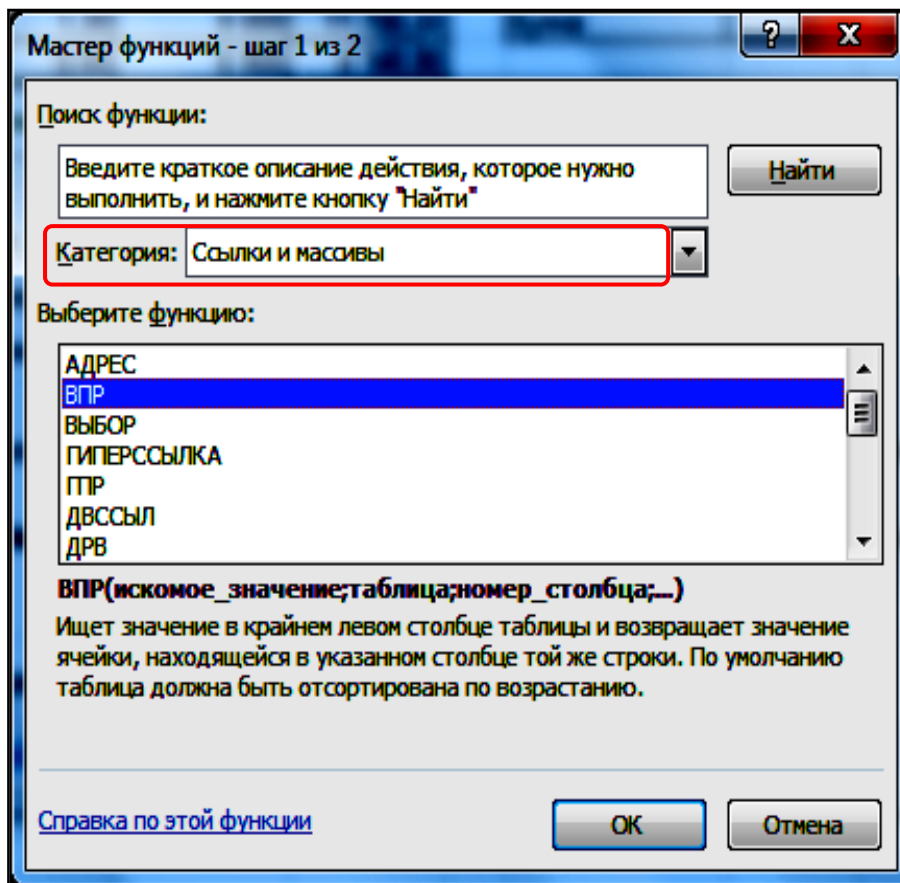 Мастер функций - шаг 1 из 2
Поиск функции:
Введите краткое описание действия, которое нужно
выполнить, и нажмите кнопку "Найти"
Найти
Категория: Ссылки и массивы
Выберите функцию:
АДРЕС
ВПР
ВЫБОР
ГИПЕРССЫЛКА
ГПР
ДВССЫЛ
ДРВ
ВПР(искомое_значение;таблица;номер_столбца;...)
Ищет значение в крайнем левом столбце таблицы и возвращает значение
ячейки, находящейся в указанном столбце той же строки. По умолчанию
таблица должна быть отсортирована по возрастанию.
Справка по этой функции
ОК
Отмена